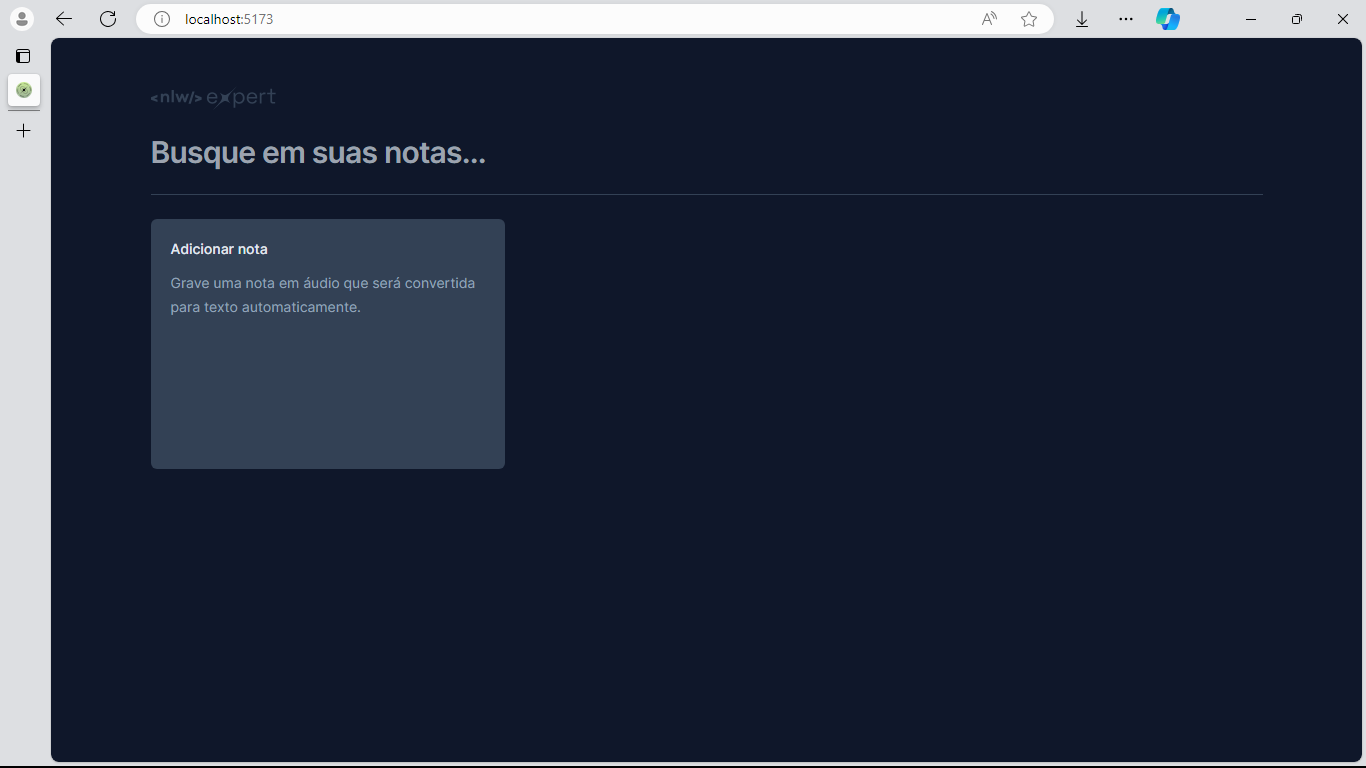 localhost:5173
<nlw/> expert
Busque em suas notas...
Adicionar nota
Grave uma nota em áudio que será convertida
para texto automaticamente.